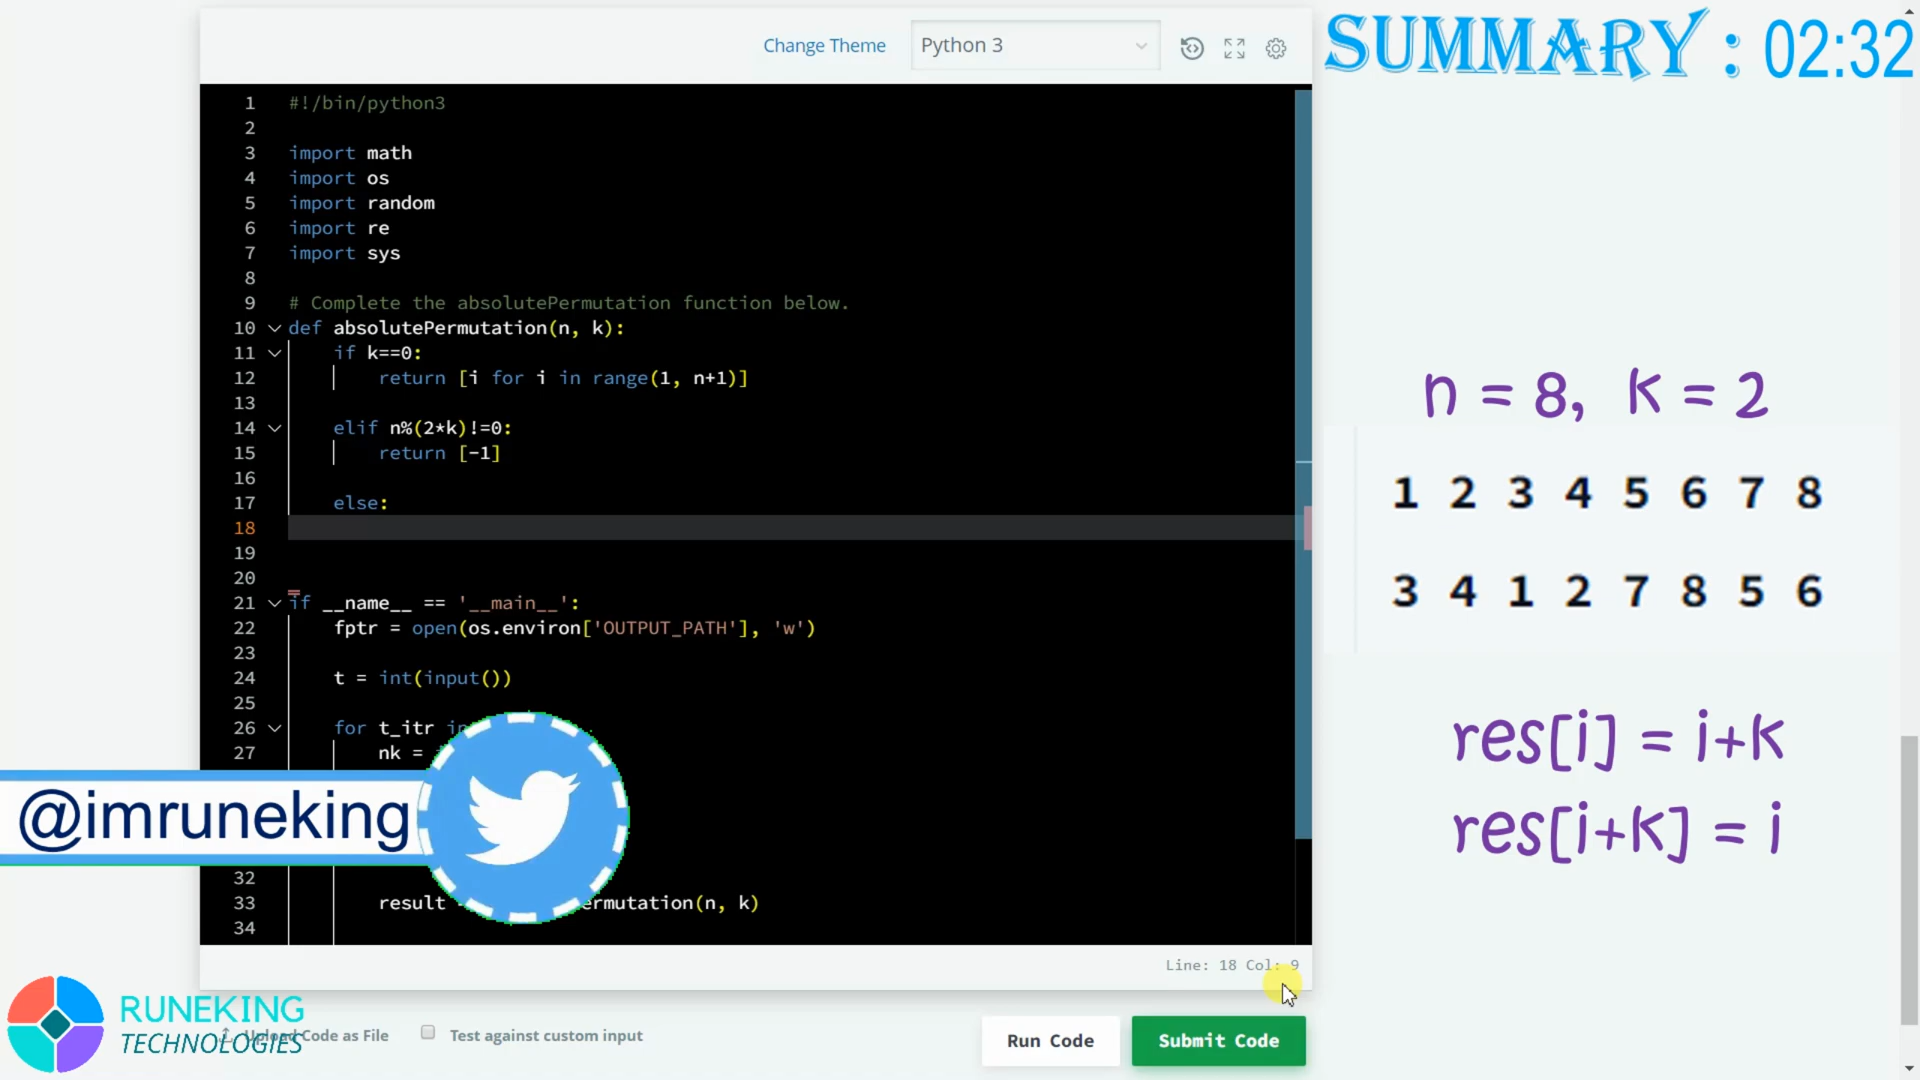 Change Theme
Python 3
SUMMARY : 02:32
1 #!/bin/python3
2
3 import math
4 import os
5 import random
6 import re
7 import sys
8
9 # Complete the absolutePermutation function below.
10 def absolutePermutation(n, k):
11 if k==0:
12 return [i for i in range(1, n+1)]
13
14 elif n%(2*k)!=0:
15 return [-1]
16
17 else:
18
19
20
21 if __name__ == '__main__':
22 fptr = open(os.environ['OUTPUT_PATH'], 'w')
23
24 t = int(input())
25
26 for t_itr in
27 nk =
@imruneking
32
33 result ermutation(n, k)
34
n = 8, k = 2
1 2 3 4 5 6 7 8
3 4 1 2 7 8 5 6
res[i] = i+k
res[i+k] = i
Line: 18 Col: 9
RUNEKING
TECHNOLOGIES
Upload Code as File
Test against custom input
Run Code
Submit Code